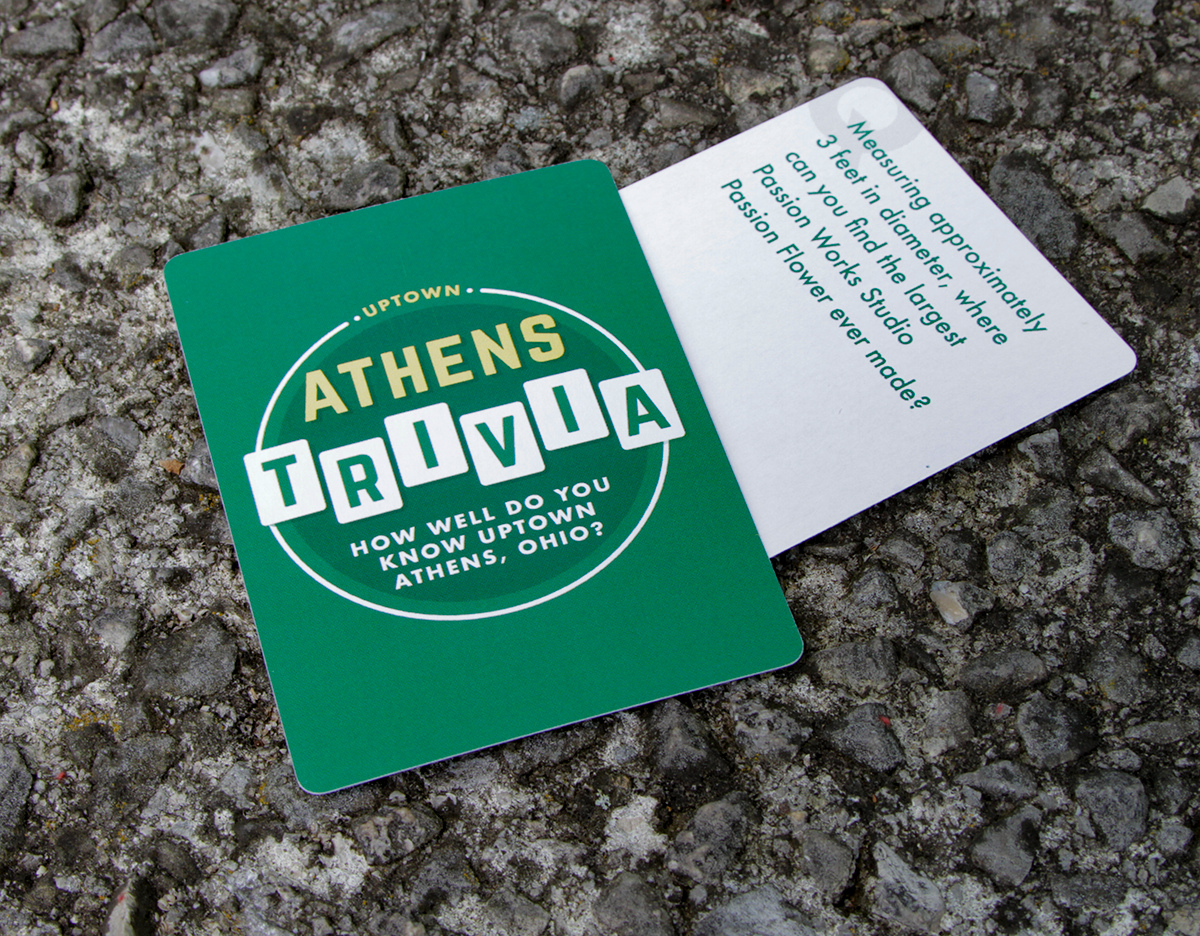 UPTOWN
ATHENS
TRIVIA
HOW WELL DO YOU
KNOW UPTOWN
ATHENS, OHIO?
Measuring approximately
3 feet in diameter, where
can you find the largest
Passion Works Studio
Passion Flower ever made?